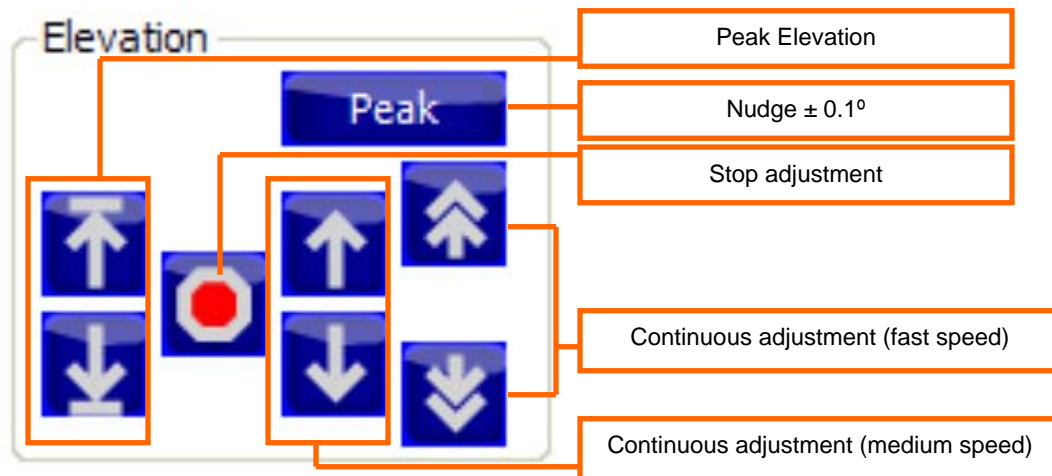 Elevation
Peak
Peak Elevation
Nudge ± 0.1º
Stop adjustment
Continuous adjustment (fast speed)
Continuous adjustment (medium speed)